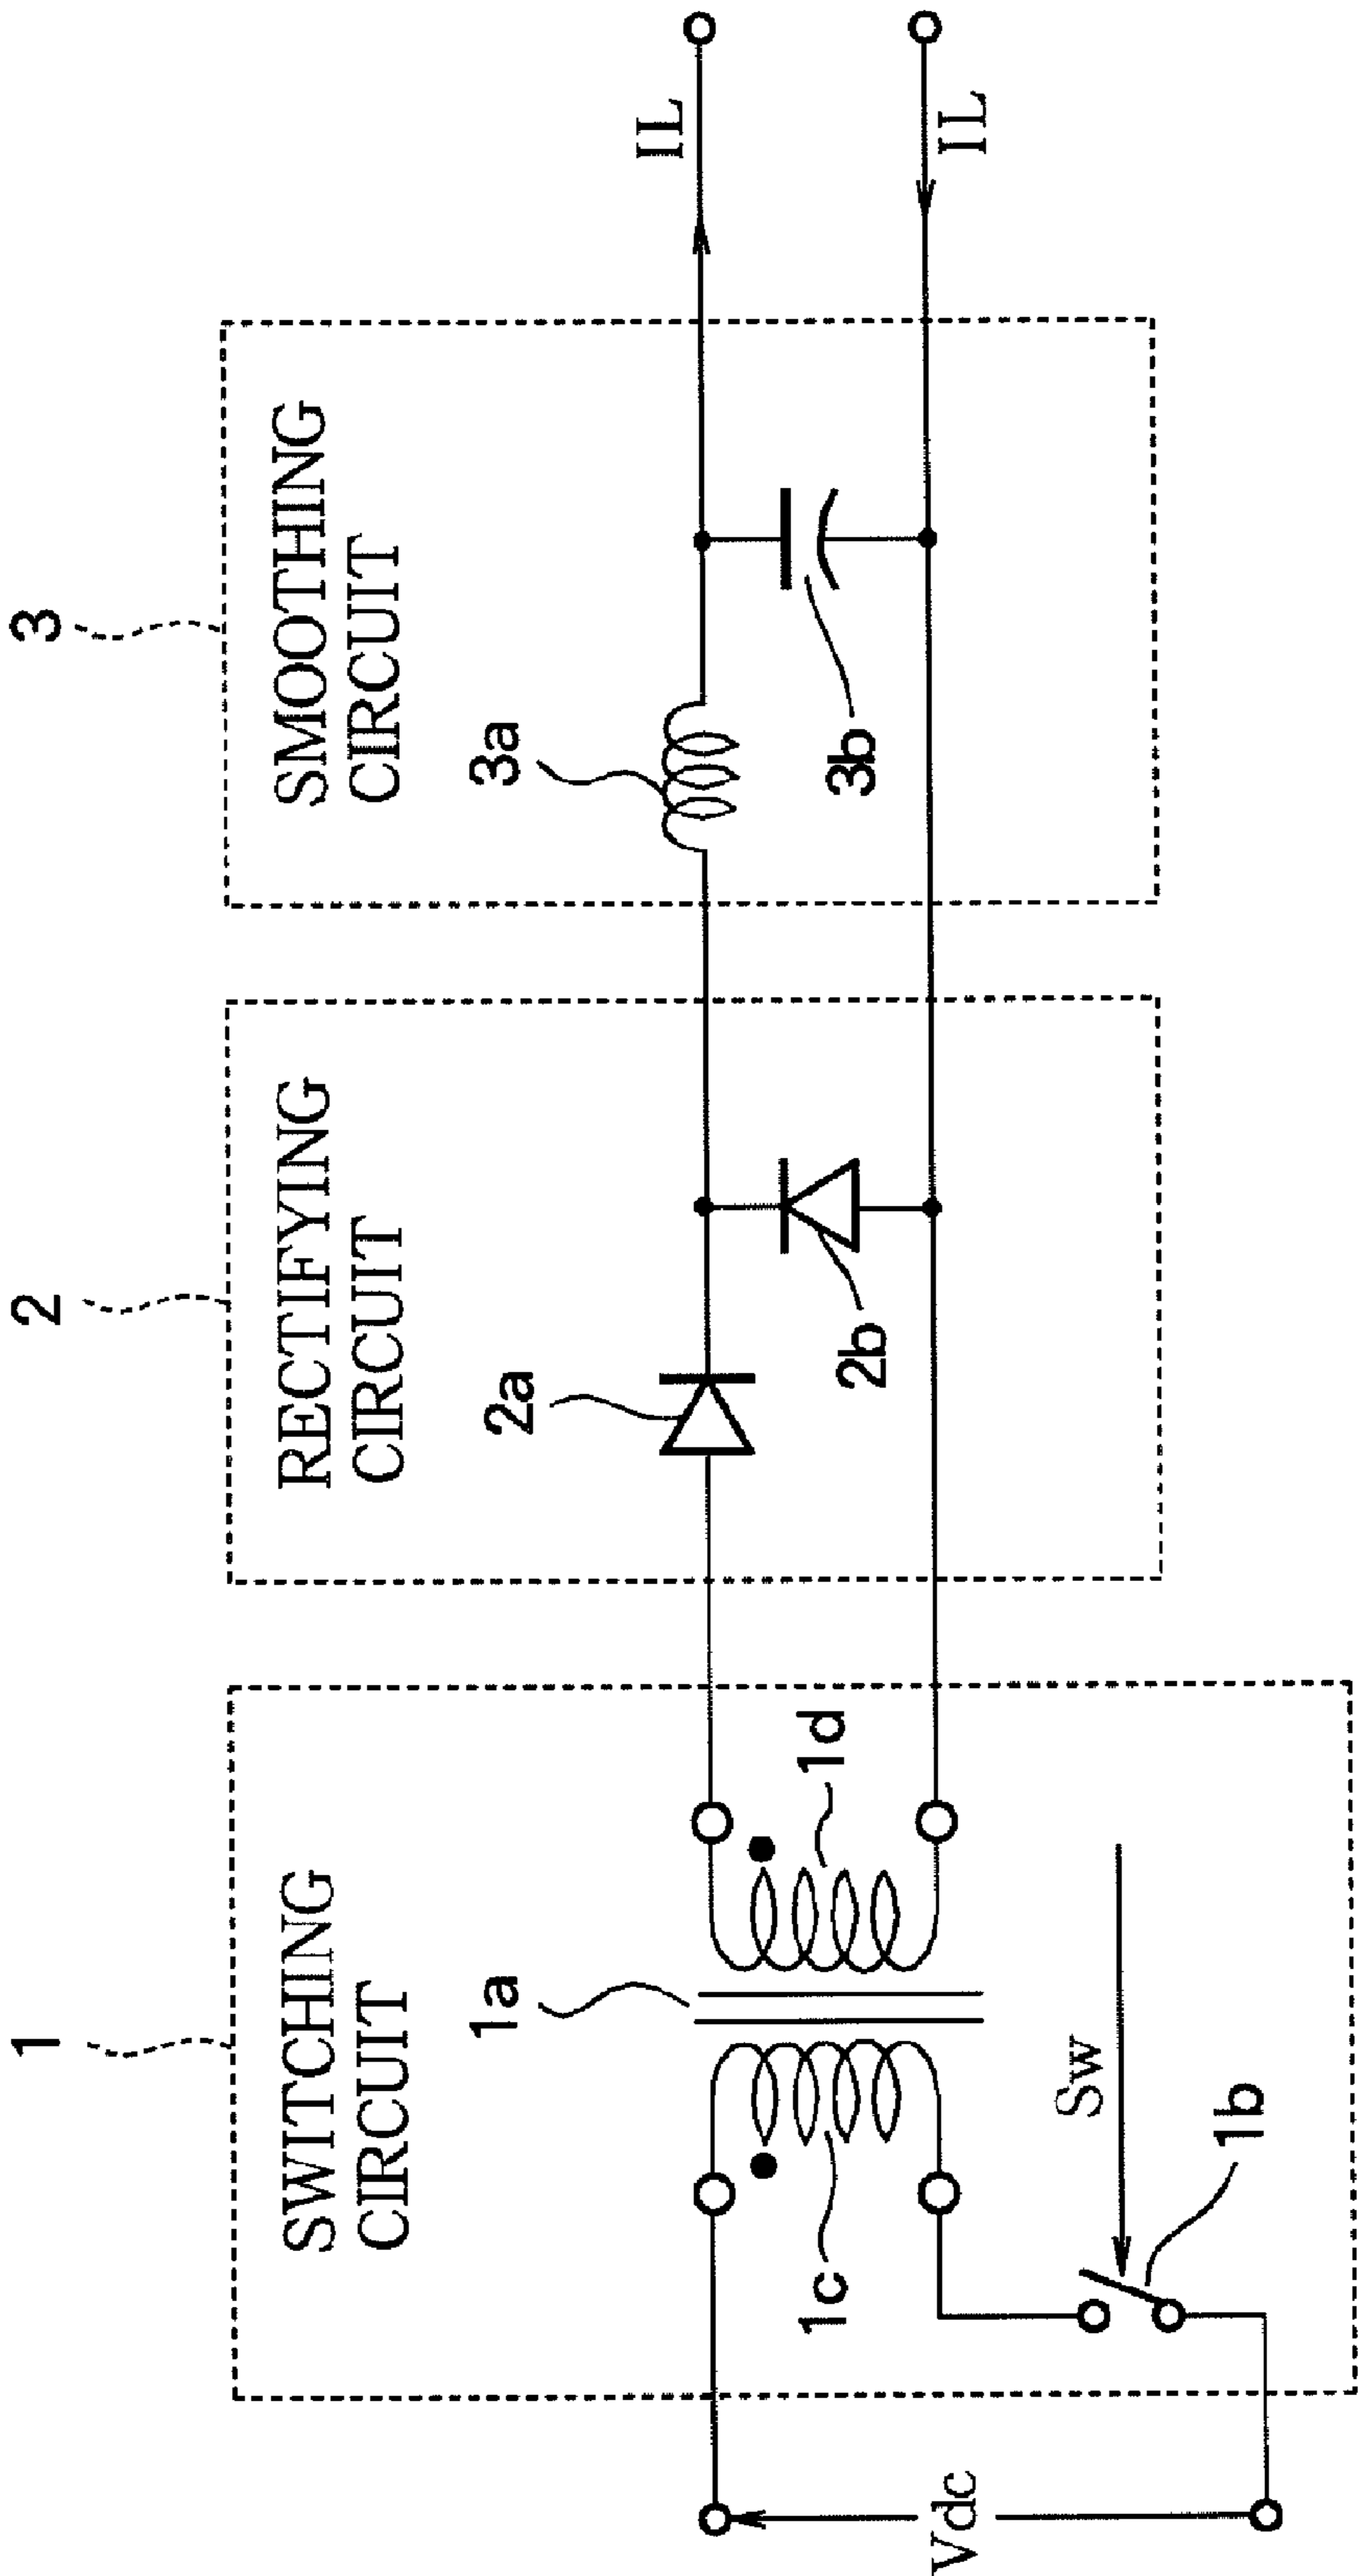 1
2
3
SWITCHING
CIRCUIT
RECTIFYING
CIRCUIT
SMOOTHING
CIRCUIT
1a
2a
3a
IL
1c
1d
2b
3b
IL
Vdc
Sw
1b